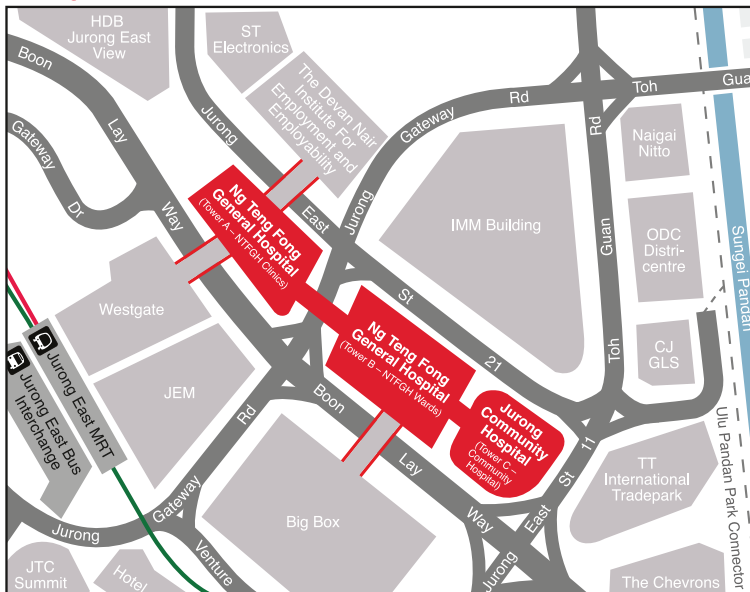 HDB
Jurong East
View
ST
Electronics
The Devan Nair
Institute For
Employment and
Employability
Boon
Lay
Way
Gateway
Dr
Jurong
East
St
21
Jurong
Gateway
Rd
Toh
Gua
Rd
Guan
Toh
Naigai
Nitto
ODC
Distri-
centre
CJ
GLS
Sungei Pandan
Ulu Pandan Park Connector
IMM Building
Ng Teng Fong
General Hospital
(Tower A – NTFGH Clinics)
Ng Teng Fong
General Hospital
(Tower B – NTFGH Wards)
Jurong
Community
Hospital
(Tower C –
Community
Hospital)
Westgate
JEM
Jurong East MRT
Jurong East Bus
Interchange
Boon
Lay
Way
Jurong
Gateway
Rd
Venture
Big Box
Jurong
East
St
11
TT
International
Tradepark
The Chevrons
JTC
Summit
Hotel